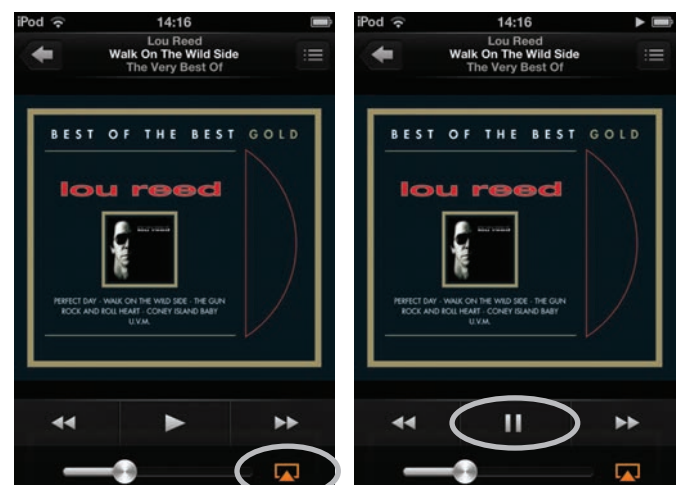 iPod 14:16
Lou Reed
Walk On The Wild Side
The Very Best Of
BEST OF THE BEST GOLD
lou reed
PERFECT DAY · WALK ON THE WILD SIDE · THE GUN
ROCK AND ROLL HEART · CONEY ISLAND BABY
U.V.M.
iPod 14:16
Lou Reed
Walk On The Wild Side
The Very Best Of
BEST OF THE BEST GOLD
lou reed
PERFECT DAY · WALK ON THE WILD SIDE · THE GUN
ROCK AND ROLL HEART · CONEY ISLAND BABY
U.V.M.